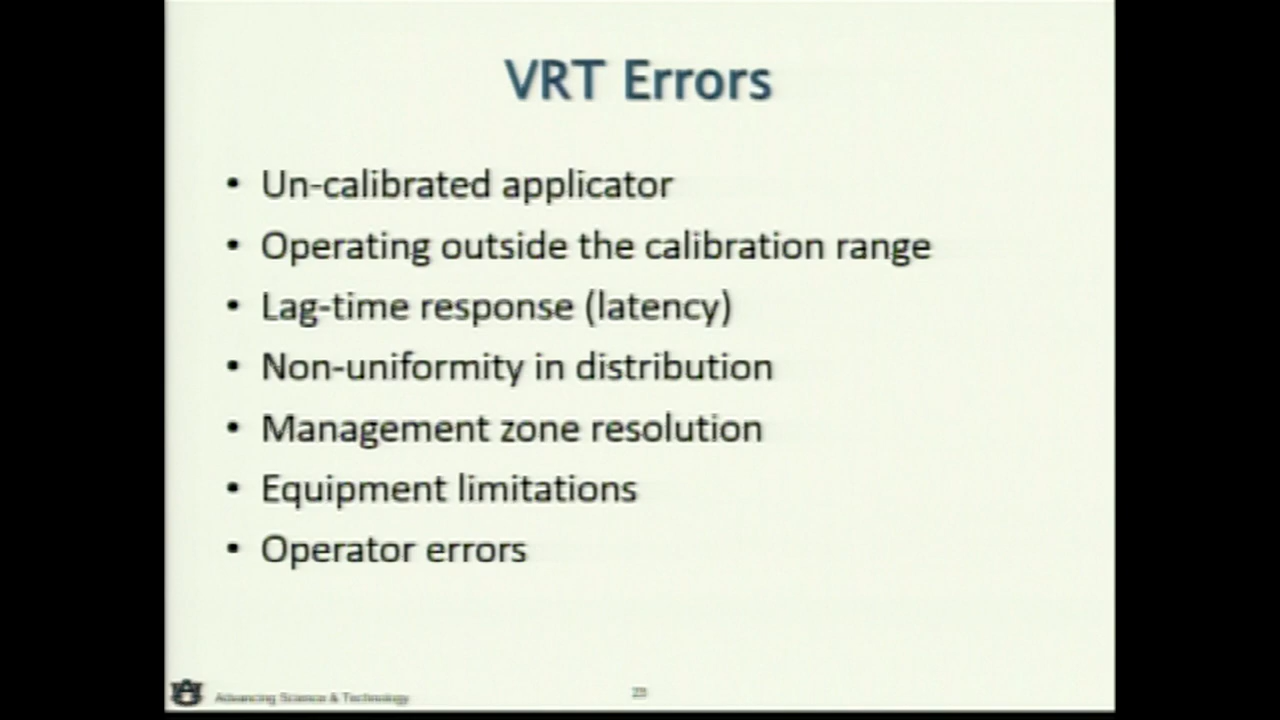 VRT Errors
• Un-calibrated applicator
• Operating outside the calibration range
• Lag-time response (latency)
• Non-uniformity in distribution
• Management zone resolution
• Equipment limitations
• Operator errors
Advancing Science & Technology